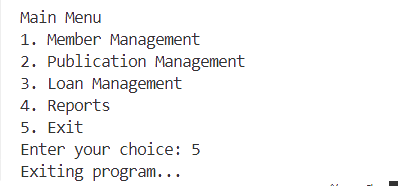 Main Menu
1. Member Management
2. Publication Management
3. Loan Management
4. Reports
5. Exit
Enter your choice: 5
Exiting program...